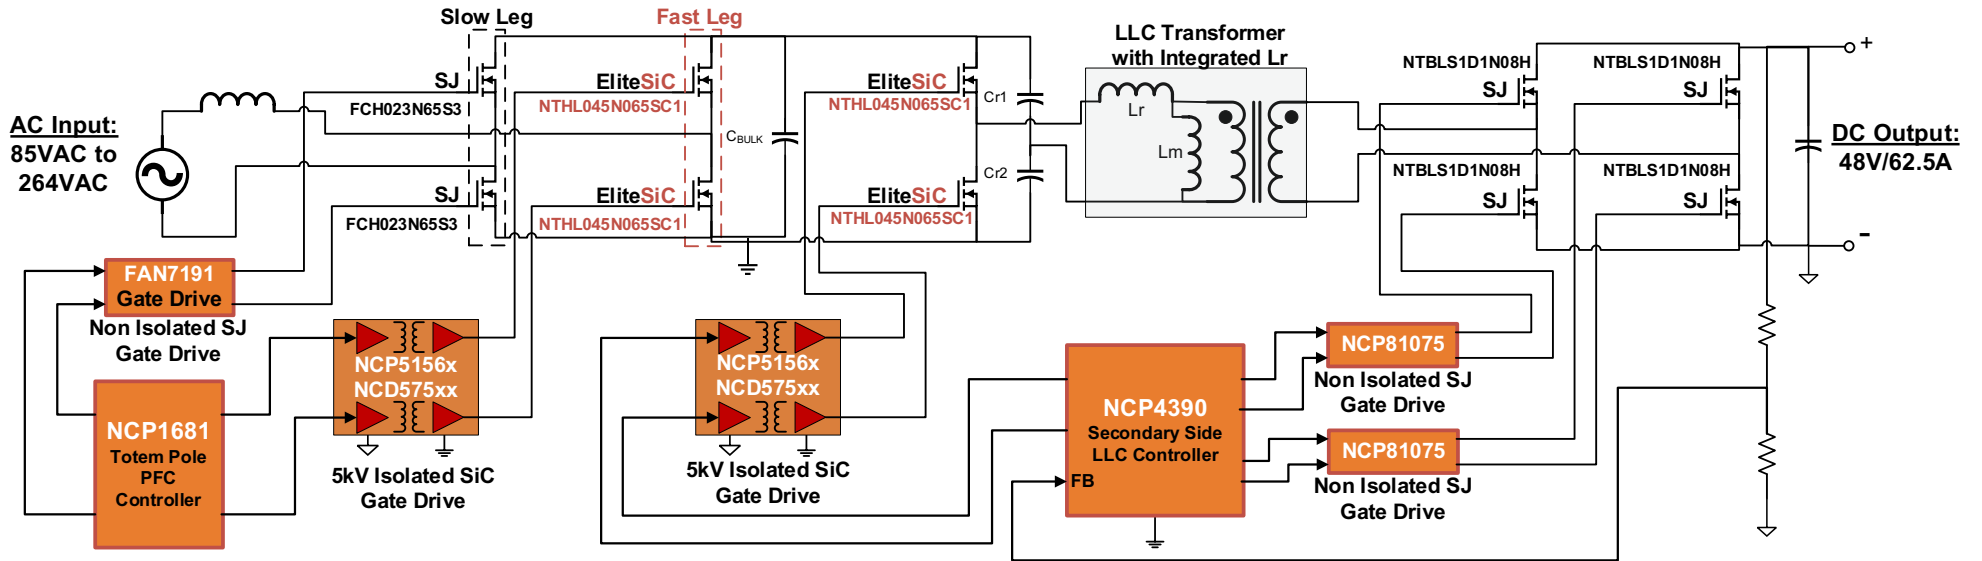 Slow Leg
Fast Leg
LLC Transformer
with Integrated Lr
AC Input:
85VAC to
264VAC
SJ
FCH023N65S3
SJ
FCH023N65S3
EliteSiC
NTHL045N065SC1
EliteSiC
NTHL045N065SC1
CBULK
EliteSiC
NTHL045N065SC1
EliteSiC
NTHL045N065SC1
Cr1
Cr2
Lr
Lm
NTBLS1D1N08H
SJ
NTBLS1D1N08H
SJ
NTBLS1D1N08H
SJ
NTBLS1D1N08H
SJ
+
-
DC Output:
48V/62.5A
FAN7191
Gate Drive
Non Isolated SJ
Gate Drive
NCP1681
Totem Pole
PFC
Controller
NCP5156x
NCD575xx
5kV Isolated SiC
Gate Drive
NCP5156x
NCD575xx
5kV Isolated SiC
Gate Drive
NCP4390
Secondary Side
LLC Controller
FB
NCP81075
Non Isolated SJ
Gate Drive
NCP81075
Non Isolated SJ
Gate Drive